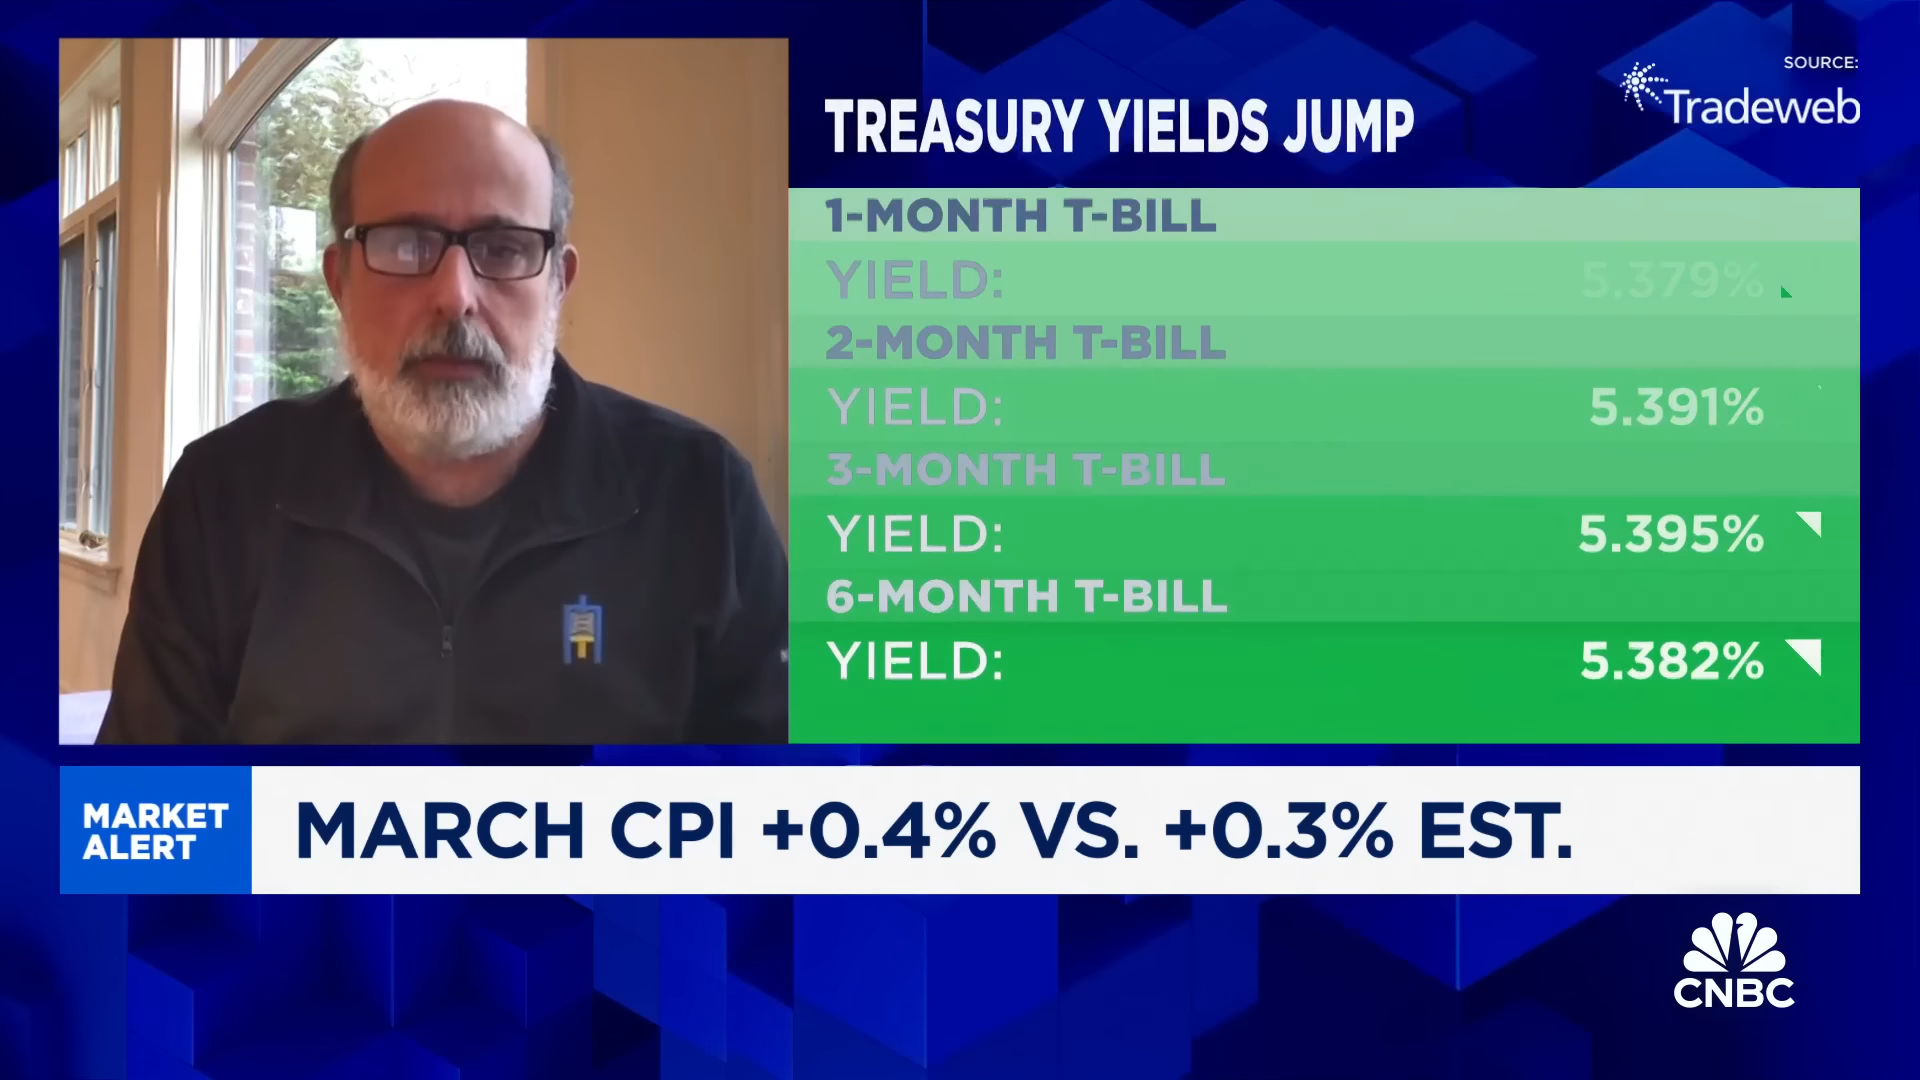 SOURCE:
Tradeweb
TREASURY YIELDS JUMP
1-MONTH T-BILL
YIELD: 5.379%
2-MONTH T-BILL
YIELD: 5.391%
3-MONTH T-BILL
YIELD: 5.395%
6-MONTH T-BILL
YIELD: 5.382%
MARKET
ALERT
MARCH CPI +0.4% VS. +0.3% EST.
CNBC